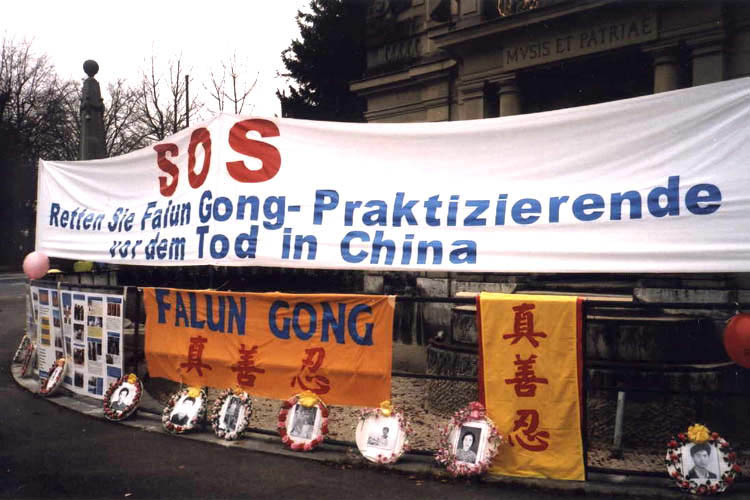 MVSIS ET PATRIAE
SOS
Retten Sie Falun Gong-Praktizierende
vor dem Tod in China
FALUN GONG
真 善 忍
真
善
忍